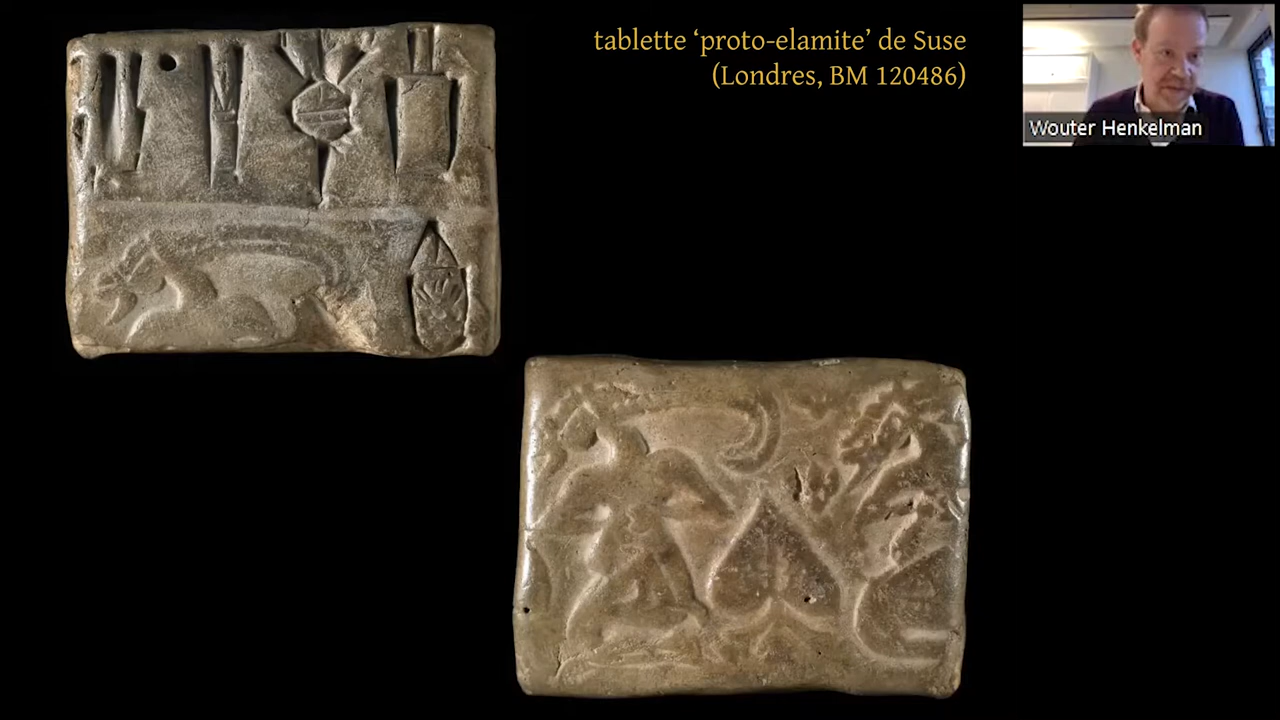 tablette ‘proto-elamite’ de Suse
(Londres, BM 120486)
Wouter Henkelman